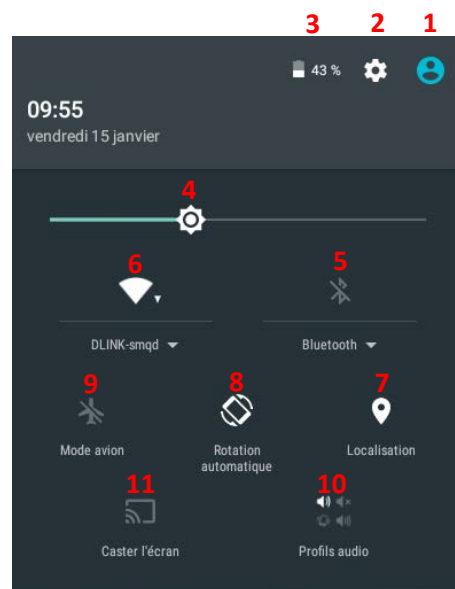 3 2 1
43 %
09:55
vendredi 15 janvier
4
6 5
DLINK-smqd Bluetooth
9 8 7
Mode avion Rotation automatique Localisation
11 10
Caster l'écran Profils audio